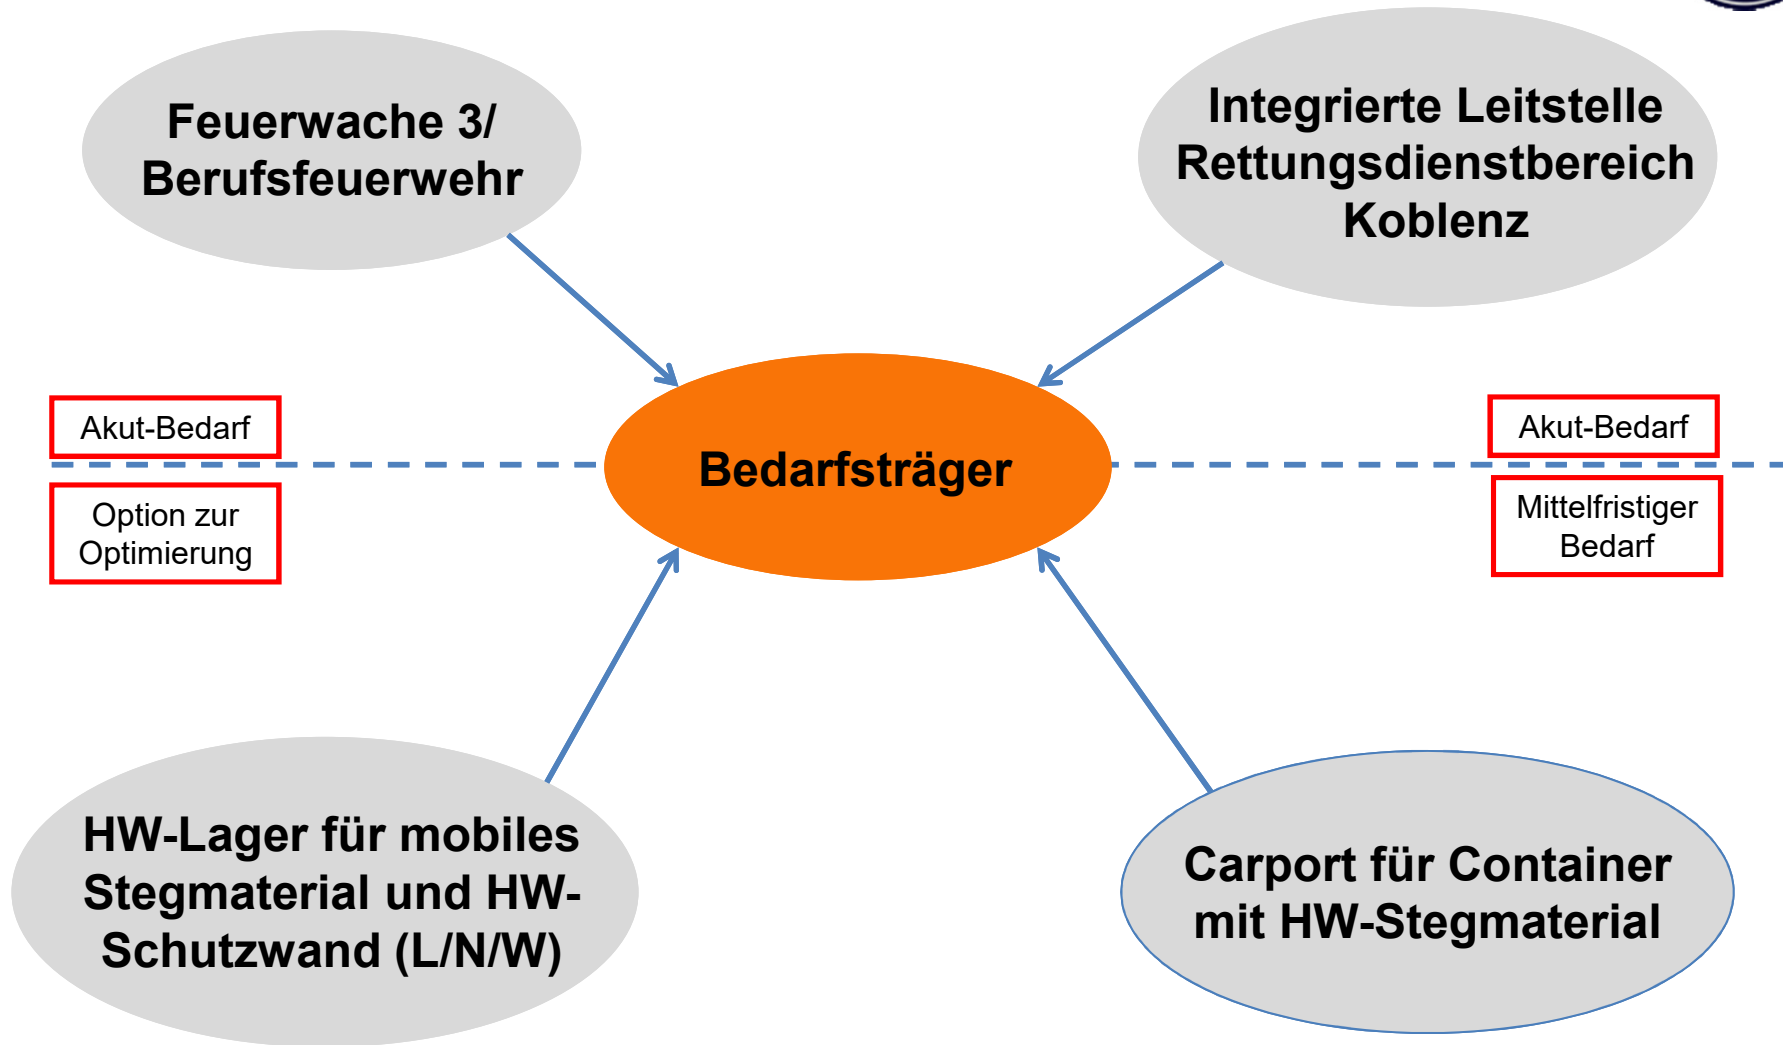 Feuerwache 3/
Berufsfeuerwehr
Integrierte Leitstelle
Rettungsdienstbereich
Koblenz
Akut-Bedarf
Akut-Bedarf
Bedarfsträger
Option zur
Optimierung
Mittelfristiger
Bedarf
HW-Lager für mobiles
Stegmaterial und HW-
Schutzwand (L/N/W)
Carport für Container
mit HW-Stegmaterial